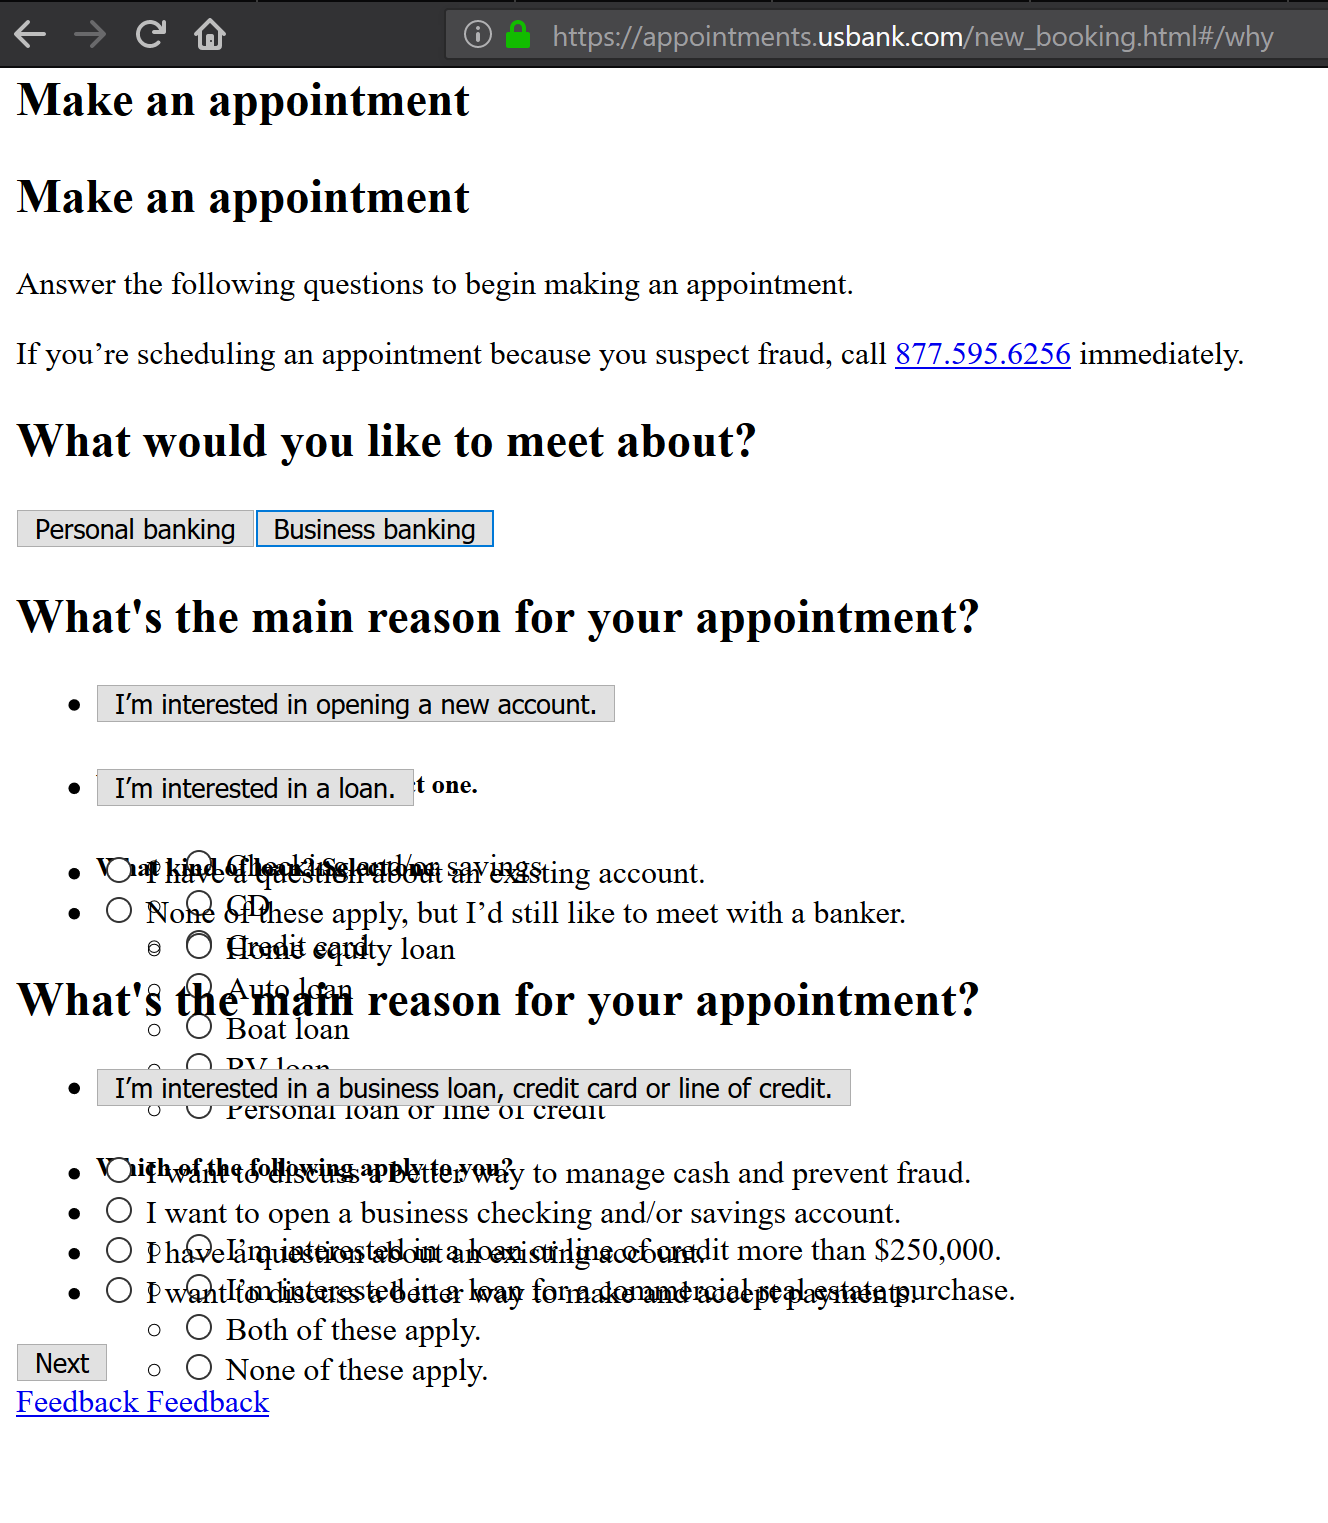 https://appointments.usbank.com/new_booking.html#/why
Make an appointment
Make an appointment
Answer the following questions to begin making an appointment.
If you’re scheduling an appointment because you suspect fraud, call 877.595.6256 immediately.
What would you like to meet about?
Personal banking Business banking
What's the main reason for your appointment?
I’m interested in opening a new account.
I’m interested in a loan. one.
What kind of loan? Select one.
Checking and/or savings
I have a question about an existing account.
CD
None of these apply, but I’d still like to meet with a banker.
Credit card
Home equity loan
Auto loan
What's the main reason for your appointment?
Boat loan
RV loan
I’m interested in a business loan, credit card or line of credit.
Personal loan or line of credit
Which of the following apply to you?
I want to discuss a better way to manage cash and prevent fraud.
I want to open a business checking and/or savings account.
I’m interested in a loan or line of credit more than $250,000.
I have a question about an existing account.
I’m interested in a loan for a commercial real estate purchase.
I want to discuss a better way to make and accept payments.
Both of these apply.
Next
None of these apply.
Feedback Feedback